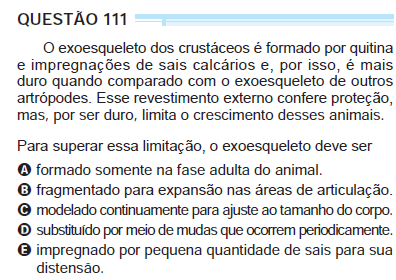 QUESTÃO 111
O exoesqueleto dos crustáceos é formado por quitina
e impregnações de sais calcários e, por isso, é mais
duro quando comparado com o exoesqueleto de outros
artrópodes. Esse revestimento externo confere proteção,
mas, por ser duro, limita o crescimento desses animais.
Para superar essa limitação, o exoesqueleto deve ser
A formado somente na fase adulta do animal.
B fragmentado para expansão nas áreas de articulação.
C modelado continuamente para ajuste ao tamanho do corpo.
D substituído por meio de mudas que ocorrem periodicamente.
E impregnado por pequena quantidade de sais para sua
distensão.